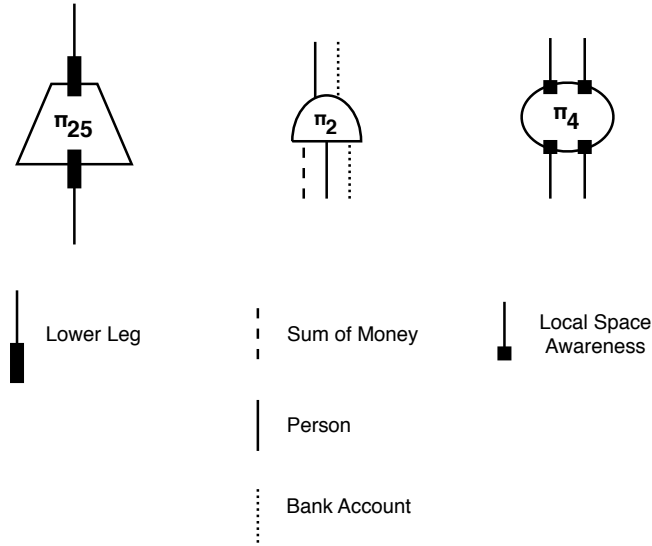 π25
π2
π4
Lower Leg
Sum of Money
Local Space
Awareness
Person
Bank Account